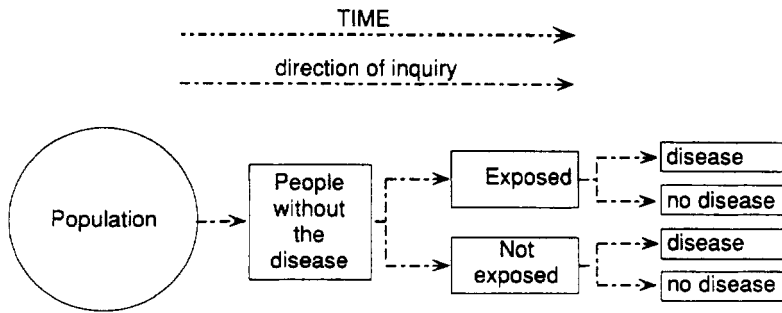 TIME
direction of inquiry
Population
People
without
the
disease
Exposed
Not
exposed
disease
no disease
disease
no disease